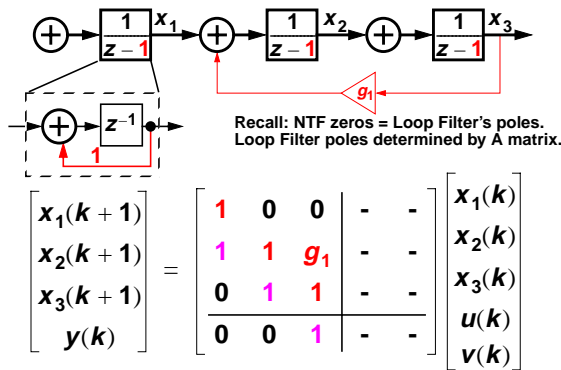 1 x1 1 x2 1 x3
z−1 z−1 z−1
g1
z−1
1
Recall: NTF zeros = Loop Filter's poles.
Loop Filter poles determined by A matrix.
x1(k + 1) 1 0 0 - - x1(k)
x2(k + 1) = 1 1 g1 - - x2(k)
x3(k + 1) 0 1 1 - - x3(k)
y(k) 0 0 1 - - u(k)
v(k)